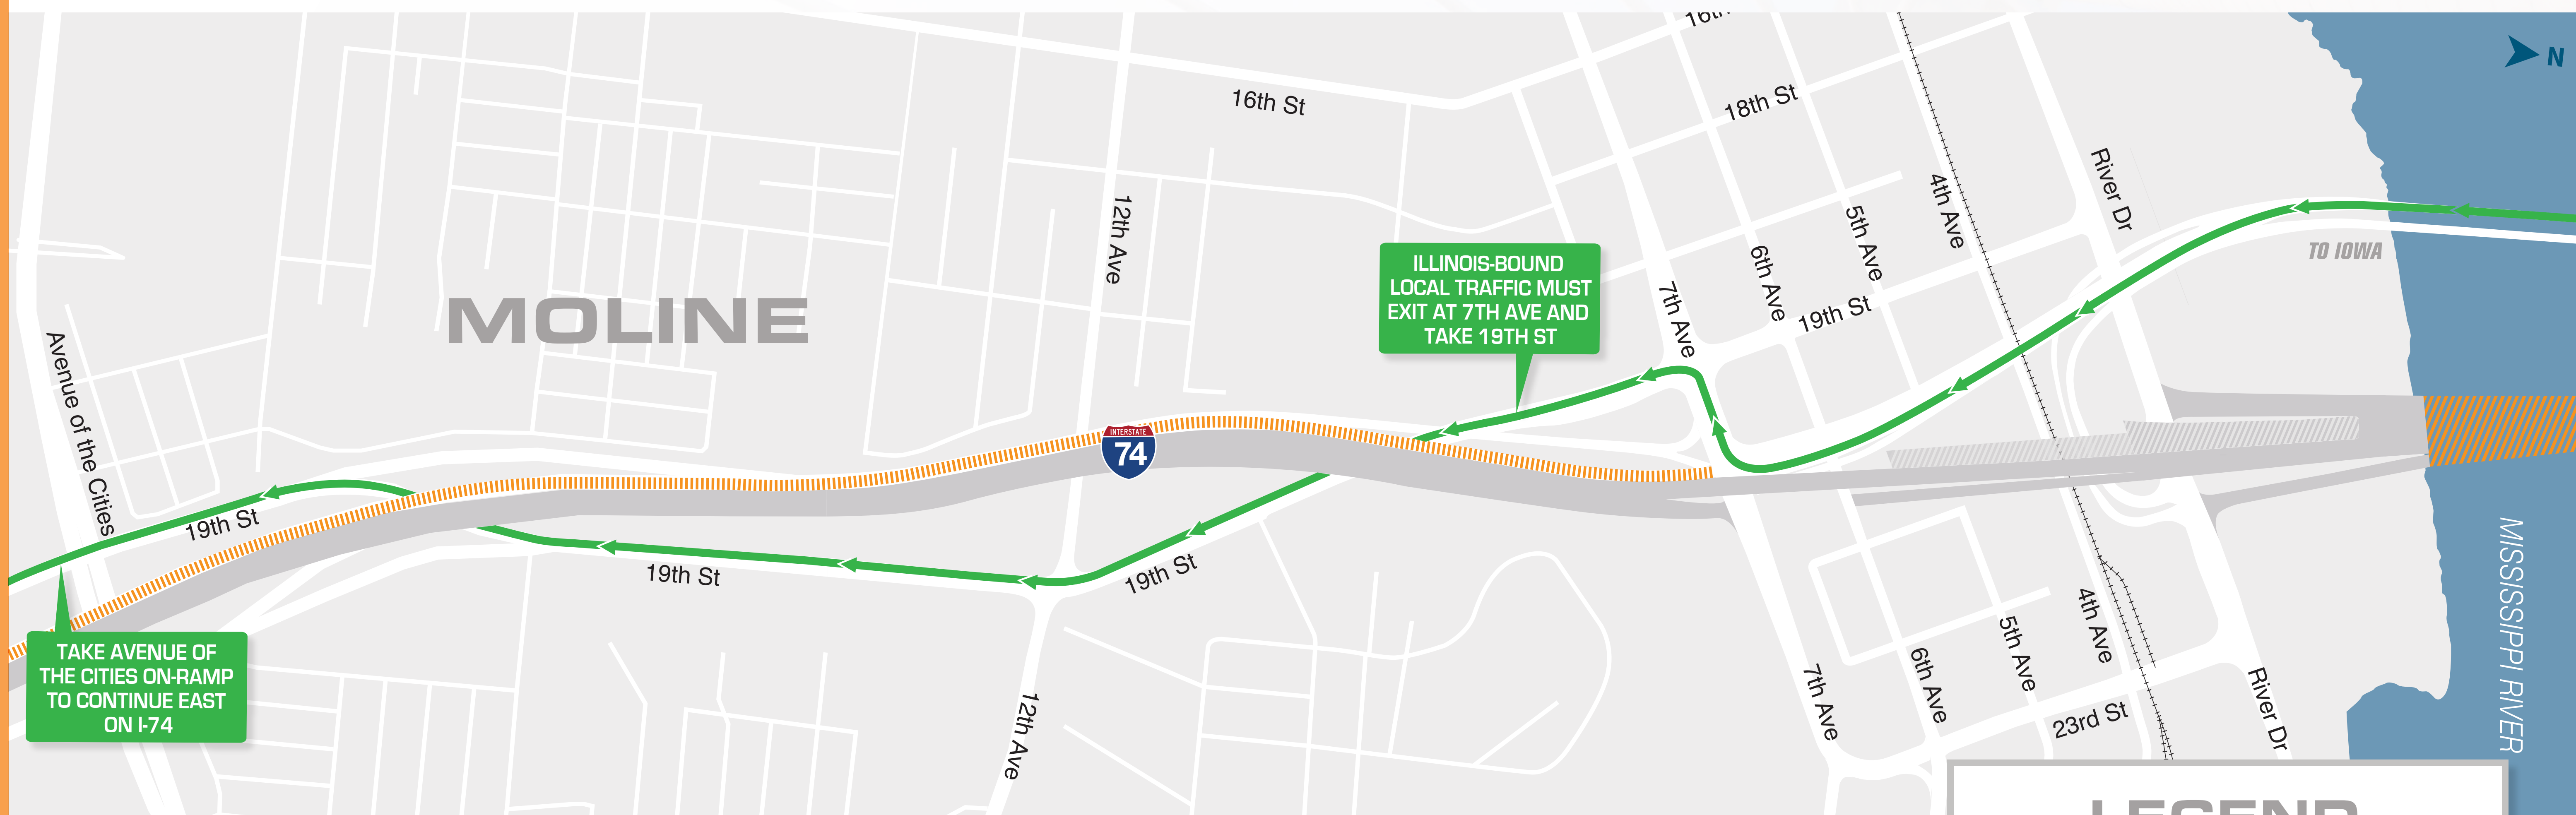 16th
N
18th St
16th St
River Dr
4th Ave
12th Ave
5th Ave
TO IOWA
6th Ave
ILLINOIS-BOUND
LOCAL TRAFFIC MUST
EXIT AT 7TH AVE AND
TAKE 19TH ST
7th Ave
19th St
MOLINE
Avenue of the Cities
INTERSTATE
74
19th St
19th St
19th St
MISSISSIPPI RIVER
4th Ave
5th Ave
6th Ave
7th Ave
River Dr
12th Ave
23rd St
TAKE AVENUE OF
THE CITIES ON-RAMP
TO CONTINUE EAST
ON I-74
LEGEND